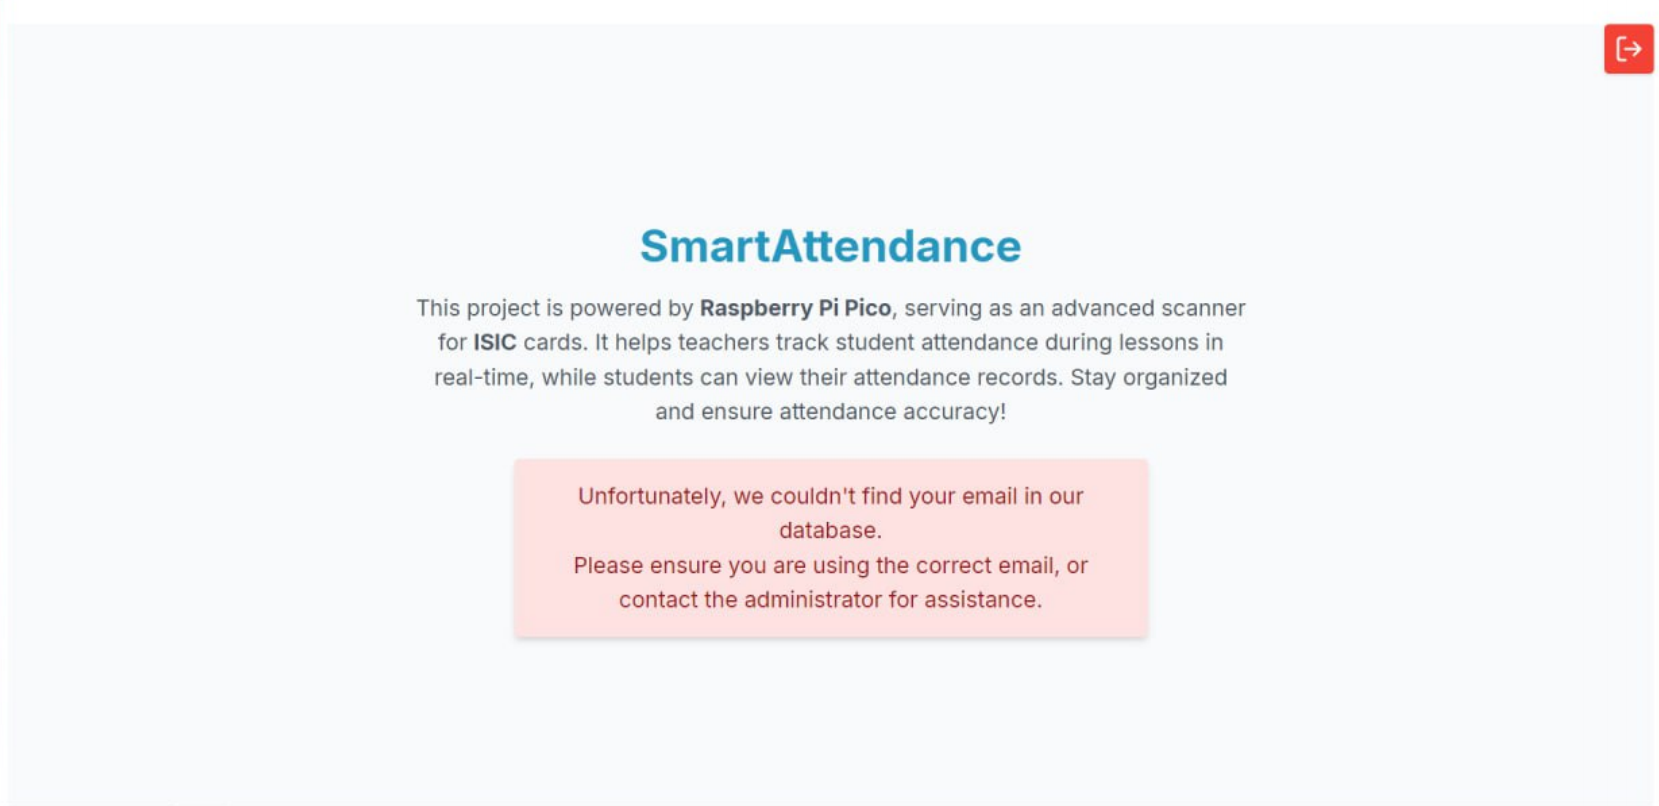 SmartAttendance
This project is powered by Raspberry Pi Pico, serving as an advanced scanner
for ISIC cards. It helps teachers track student attendance during lessons in
real-time, while students can view their attendance records. Stay organized
and ensure attendance accuracy!
Unfortunately, we couldn't find your email in our
database.
Please ensure you are using the correct email, or
contact the administrator for assistance.